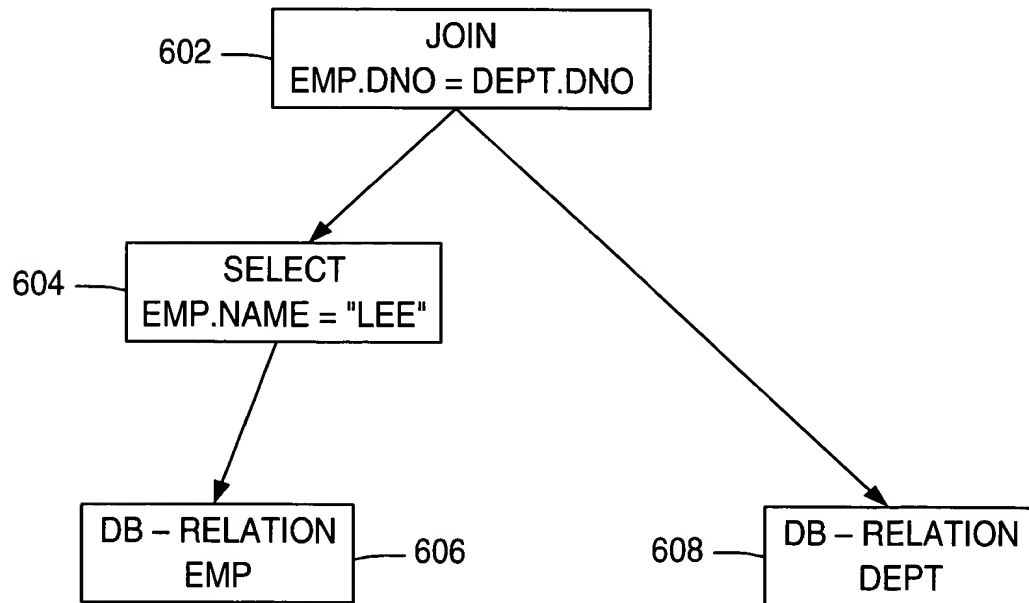 JOIN
602
EMP.DNO = DEPT.DNO
SELECT
604
EMP.NAME = "LEE"
DB – RELATION
EMP
606
608
DB – RELATION
DEPT